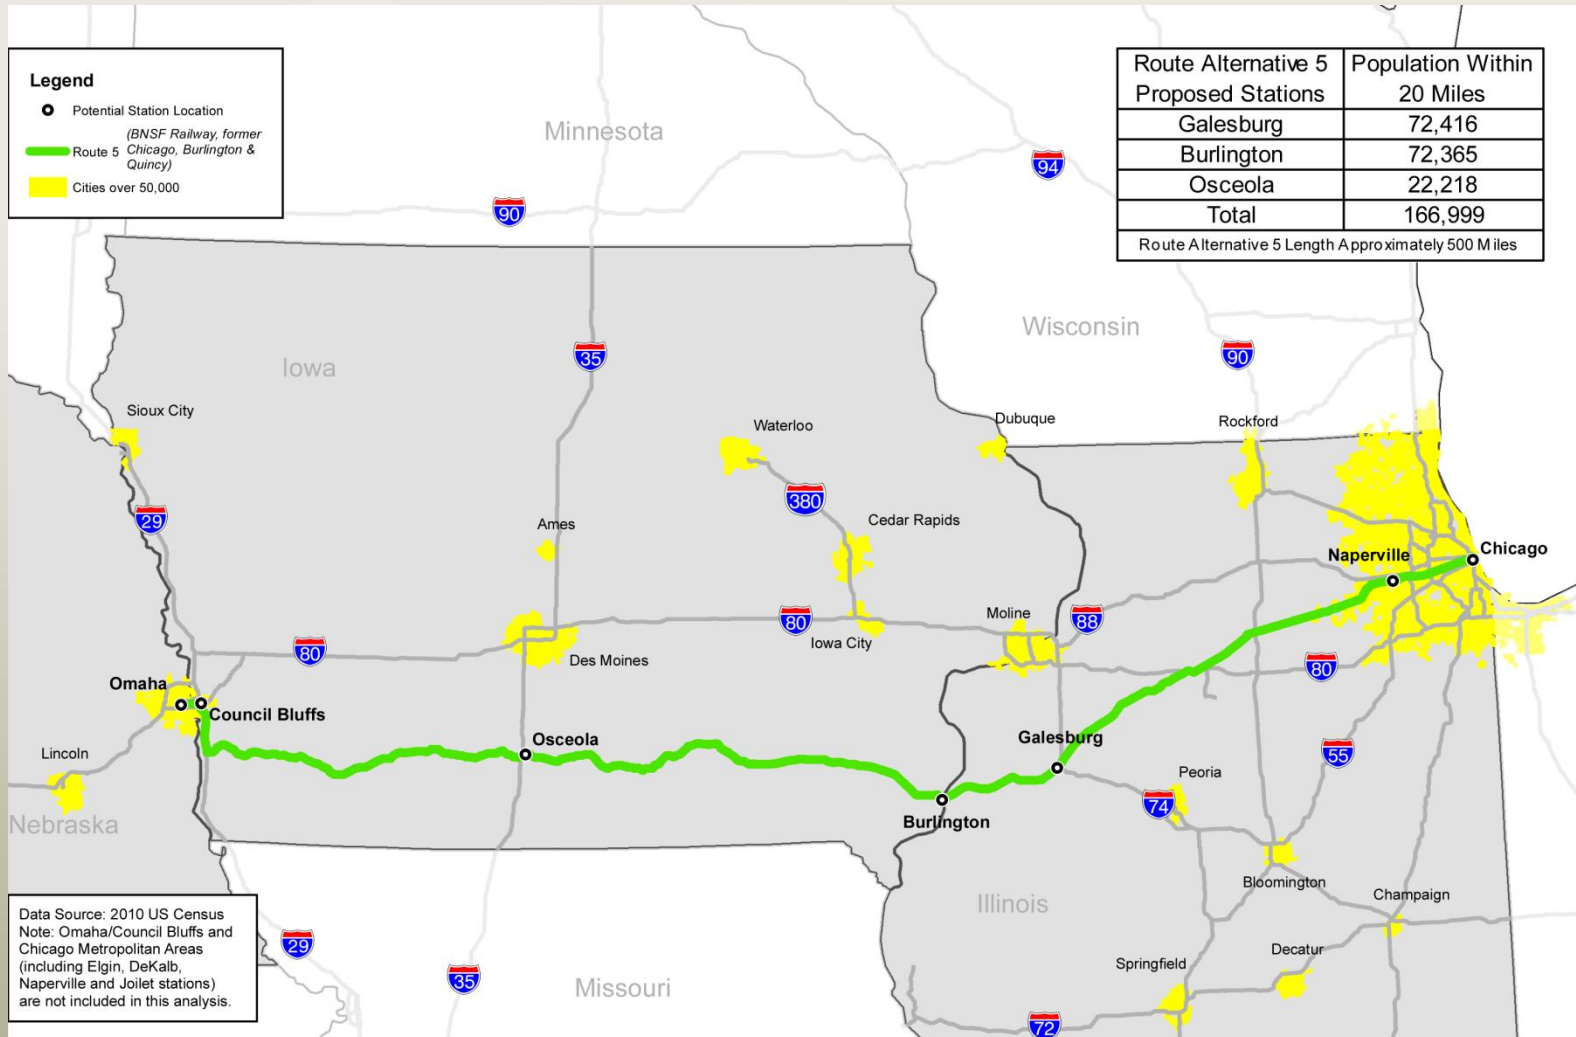 Legend
Potential Station Location
Route 5 (BNSF Railway, former
Chicago, Burlington &
Quincy)
Cities over 50,000
Route Alternative 5 Population Within
Proposed Stations 20 Miles
Galesburg 72,416
Burlington 72,365
Osceola 22,218
Total 166,999
Route Alternative 5 Length Approximately 500 Miles
Minnesota
94
90
Wisconsin
35
90
Iowa
Sioux City
Dubuque
Rockford
Waterloo
380
29
Ames
Cedar Rapids
Chicago
Naperville
Moline
88
80
Iowa City
80
Des Moines
80
Omaha
Council Bluffs
Osceola
Galesburg
Lincoln
55
Peoria
74
Nebraska
Burlington
Bloomington
Champaign
Illinois
Data Source: 2010 US Census
Note: Omaha/Council Bluffs and
Chicago Metropolitan Areas
(including Elgin, DeKalb,
Naperville and Joilet stations)
are not included in this analysis.
29
Decatur
Springfield
35
Missouri
72